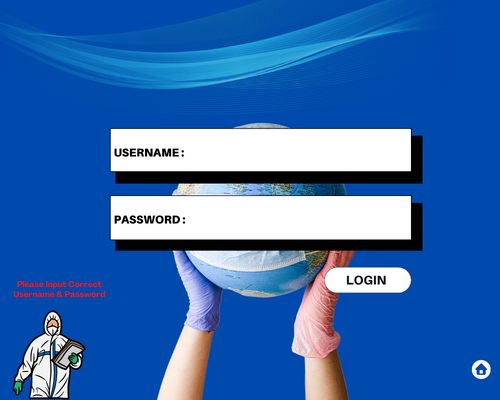 USERNAME :
PASSWORD :
LOGIN
Please Input Correct
Username & Password